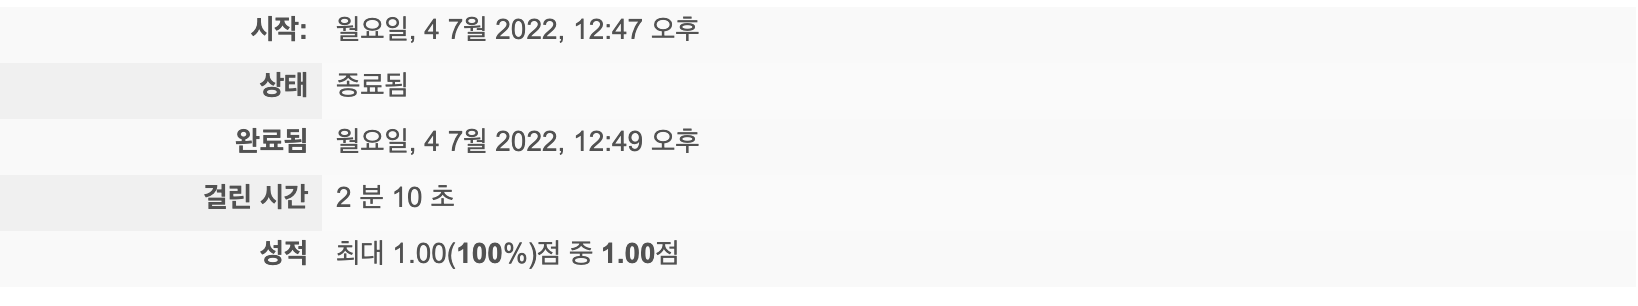 시작: 월요일, 4 7월 2022, 12:47 오후
상태 종료됨
완료됨 월요일, 4 7월 2022, 12:49 오후
걸린 시간 2 분 10 초
성적 최대 1.00(100%)점 중 1.00점